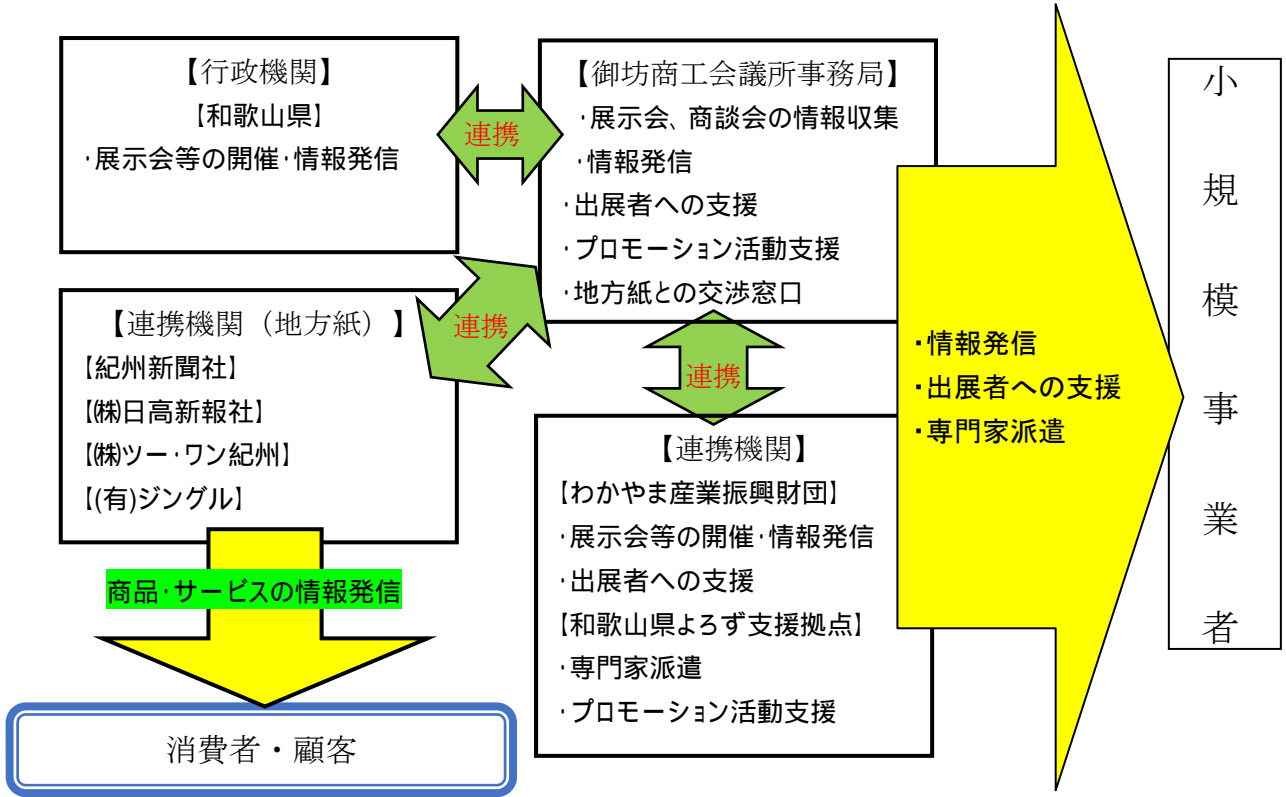 【行政機関】
【和歌山県】
・展示会等の開催・情報発信
連携
【御坊商工会議所事務局】
・展示会、商談会の情報収集
・情報発信
・出展者への支援
・プロモーション活動支援
・地方紙との交渉窓口
【連携機関（地方紙）】
【紀州新聞社】
【㈱日高新報社】
【㈱ツー・ワン紀州】
【(有)ジングル】
連携
連携
【連携機関】
【わかやま産業振興財団】
・展示会等の開催・情報発信
・出展者への支援
【和歌山県よろず支援拠点】
・専門家派遣
・プロモーション活動支援
・情報発信
・出展者への支援
・専門家派遣
小規模事業者
商品・サービスの情報発信
消費者・顧客